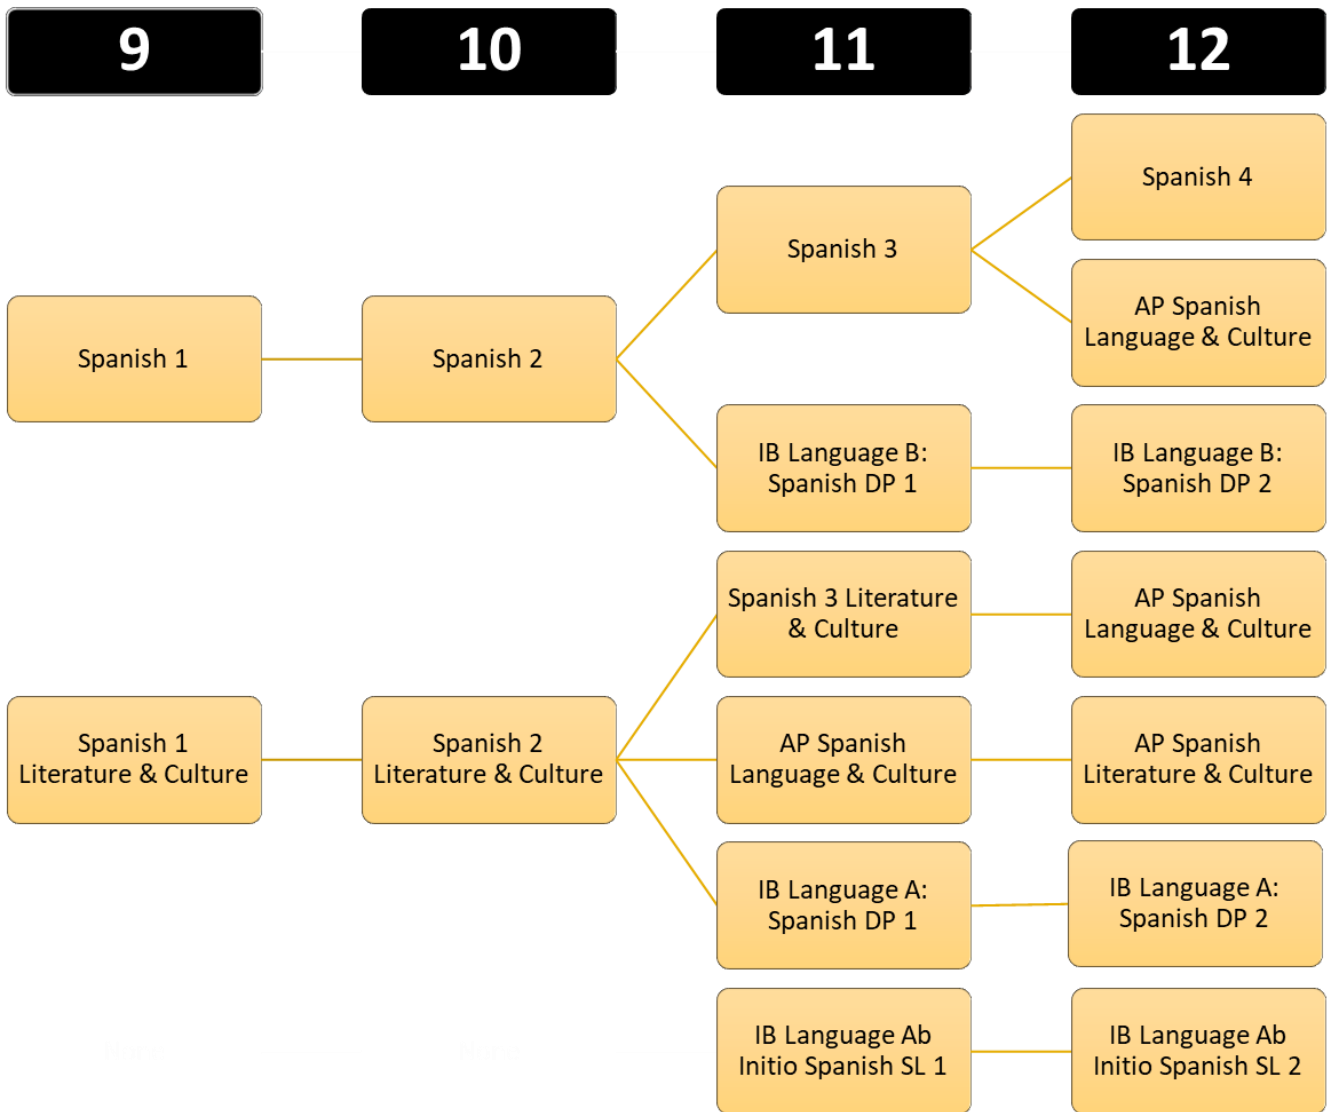 9
10
11
12
Spanish 1
Spanish 2
Spanish 3
Spanish 4
AP Spanish
Language & Culture
IB Language B:
Spanish DP 1
IB Language B:
Spanish DP 2
Spanish 1
Literature & Culture
Spanish 2
Literature & Culture
Spanish 3 Literature
& Culture
AP Spanish
Language & Culture
AP Spanish
Language & Culture
AP Spanish
Literature & Culture
IB Language A:
Spanish DP 1
IB Language A:
Spanish DP 2
IB Language Ab
Initio Spanish SL 1
IB Language Ab
Initio Spanish SL 2